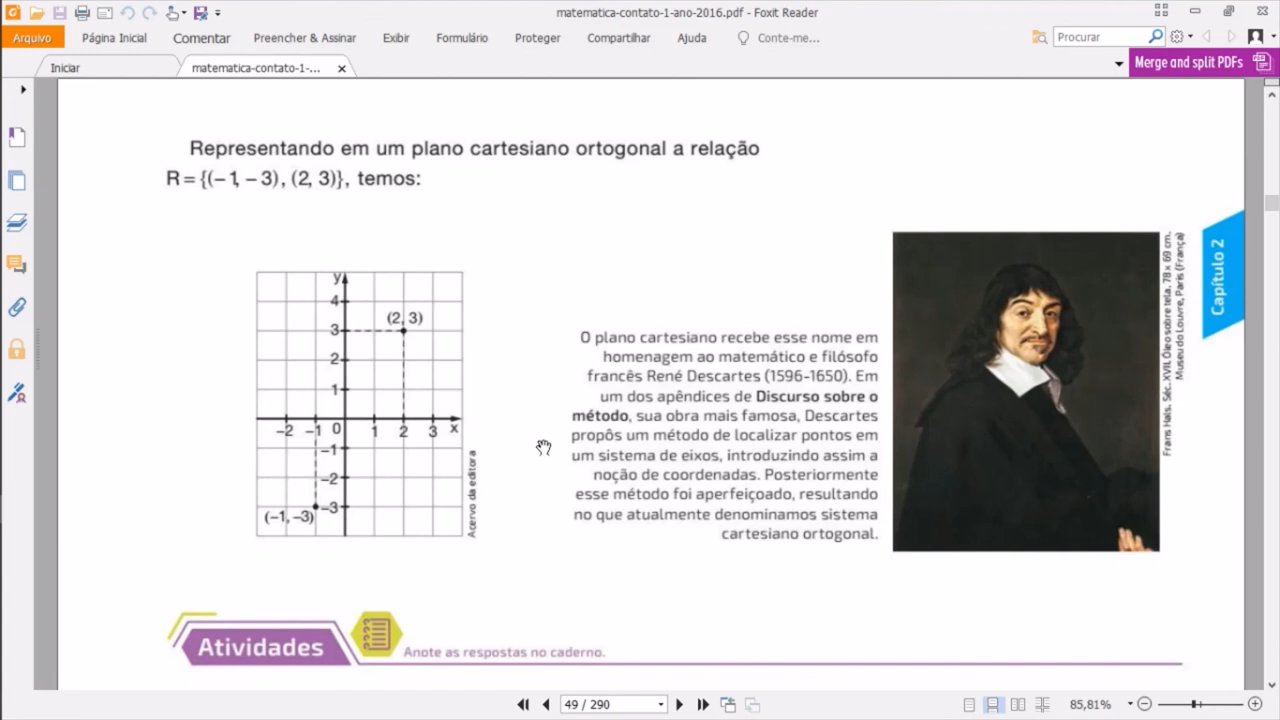 matematica-contato-1-ano-2016.pdf - Foxit Reader
Arquivo Página Inicial Comentar Preencher & Assinar Exibir Formulário Proteger Compartilhar Ajuda Conte-me... Procurar
Iniciar matematica-contato-1-... Merge and split PDFs
Representando em um plano cartesiano ortogonal a relação
R = {(−1, −3), (2, 3)}, temos:
y
4
(2, 3)
3
2
1
−2 −1 0 1 2 3 x
−1
−2
(−1, −3) −3
Acervo da editora
O plano cartesiano recebe esse nome em
homenagem ao matemático e filósofo
francês René Descartes (1596-1650). Em
um dos apêndices de Discurso sobre o
método, sua obra mais famosa, Descartes
propôs um método de localizar pontos em
um sistema de eixos, introduzindo assim a
noção de coordenadas. Posteriormente
esse método foi aperfeiçoado, resultando
no que atualmente denominamos sistema
cartesiano ortogonal.
Frans Hals. Séc. XVII. Óleo sobre tela. 78 x 69 cm.
Museu do Louvre, Paris (França)
Capítulo 2
Atividades Anote as respostas no caderno.
49 / 290 85,81%